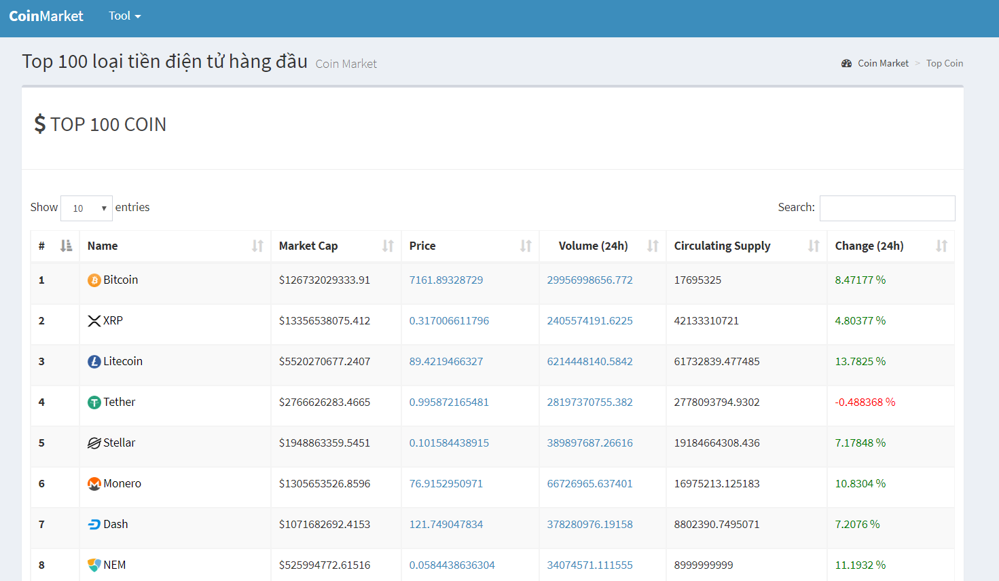 CoinMarket Tool
Top 100 loại tiền điện tử hàng đầu Coin Market
Coin Market > Top Coin
$ TOP 100 COIN
Show 10 entries Search:
# Name Market Cap Price Volume (24h) Circulating Supply Change (24h)
1 Bitcoin $126732029333.91 7161.89328729 29956998656.772 17695325 8.47177 %
2 XRP $13356538075.412 0.317006611796 2405574191.6225 42133310721 4.80377 %
3 Litecoin $5520270677.2407 89.4219466327 6214448140.5842 61732839.477485 13.7825 %
4 Tether $2766626283.4665 0.995872165481 28197370755.382 2778093794.9302 -0.488368 %
5 Stellar $1948863359.5451 0.101584438915 389897687.26616 19184664308.436 7.17848 %
6 Monero $1305653526.8596 76.9152950971 66726965.637401 16975213.125183 10.8304 %
7 Dash $1071682692.4153 121.749047834 378280976.19158 8802390.7495071 7.2076 %
8 NEM $525994772.61516 0.0584438636304 34074571.111555 8999999999 11.1932 %